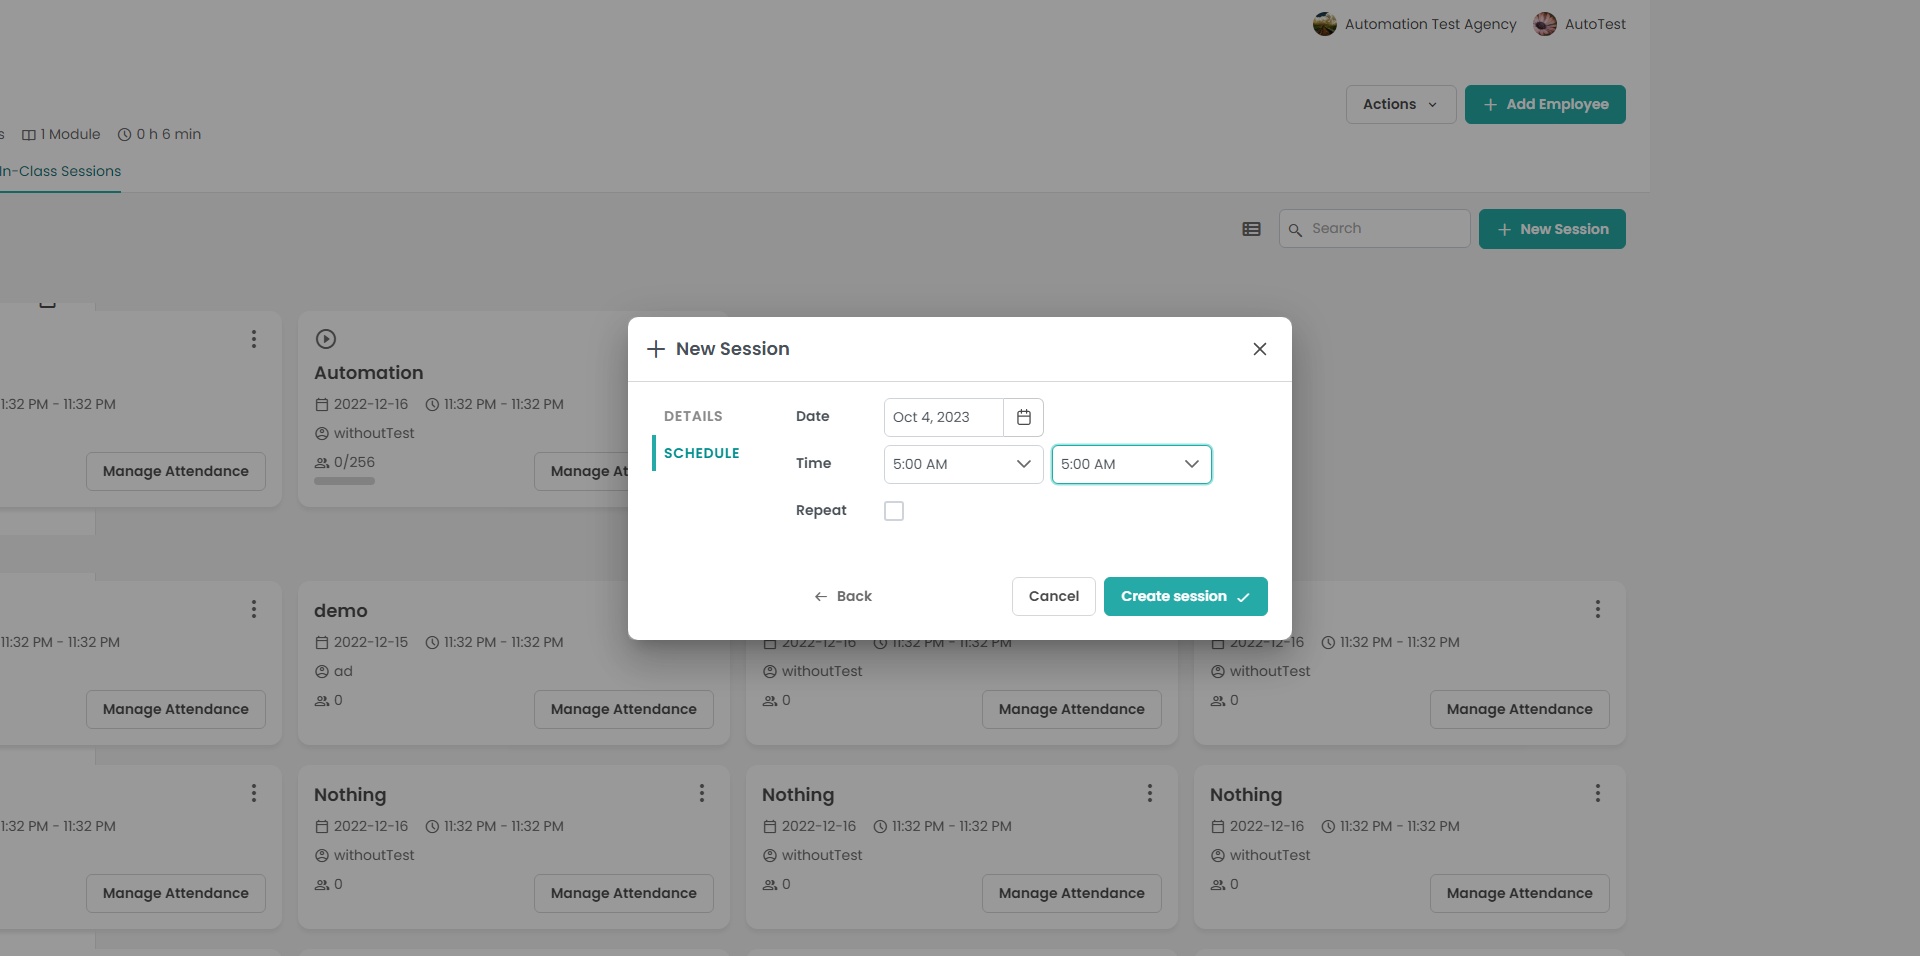 Automation Test Agency AutoTest
Actions Add Employee
s 1 Module 0 h 6 min
In-Class Sessions
Search New Session
New Session
DETAILS
SCHEDULE
Date Oct 4, 2023
Time 5:00 AM 5:00 AM
Repeat
Back Cancel Create session
Automation
1:32 PM - 11:32 PM 2022-12-16 11:32 PM - 11:32 PM
withoutTest
0/256
Manage Attendance Manage At
demo
11:32 PM - 11:32 PM 2022-12-15 11:32 PM - 11:32 PM 2022-12-16 11:32 PM - 11:32 PM 2022-12-16 11:32 PM - 11:32 PM
ad withoutTest withoutTest
0 0 0
Manage Attendance Manage Attendance Manage Attendance Manage Attendance
Nothing Nothing Nothing
1:32 PM - 11:32 PM 2022-12-16 11:32 PM - 11:32 PM 2022-12-16 11:32 PM - 11:32 PM 2022-12-16 11:32 PM - 11:32 PM
withoutTest withoutTest withoutTest
0 0 0
Manage Attendance Manage Attendance Manage Attendance Manage Attendance